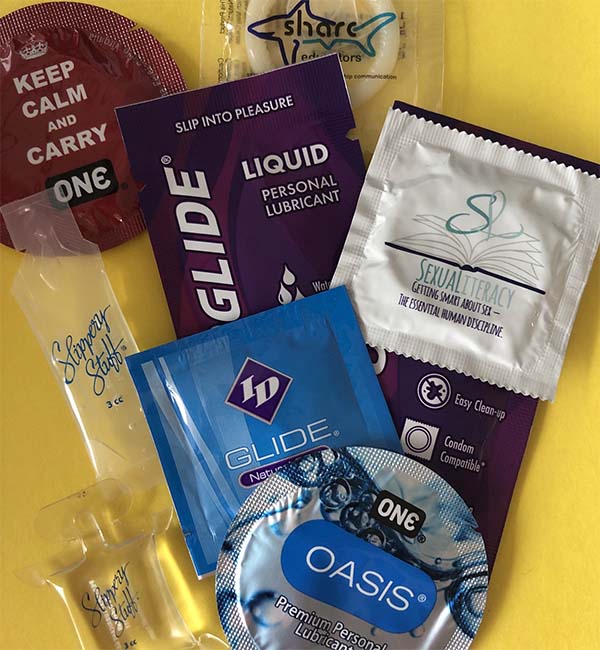 KEEP
CALM
AND
CARRY
ONE®
share
educators
communication
SLIP INTO PLEASURE
GLIDE®
LIQUID
PERSONAL
LUBRICANT
SL
SEXUALITERACY
GETTING SMART ABOUT SEX –
THE ESSENTIAL HUMAN DISCIPLINE.
Slippery
Stuff®
3 cc
ID
GLIDE®
Easy Clean-up
Condom
Compatible*
ONE®
OASIS®
Premium Personal
Lubricant
Slippery
Stuff®
3 cc